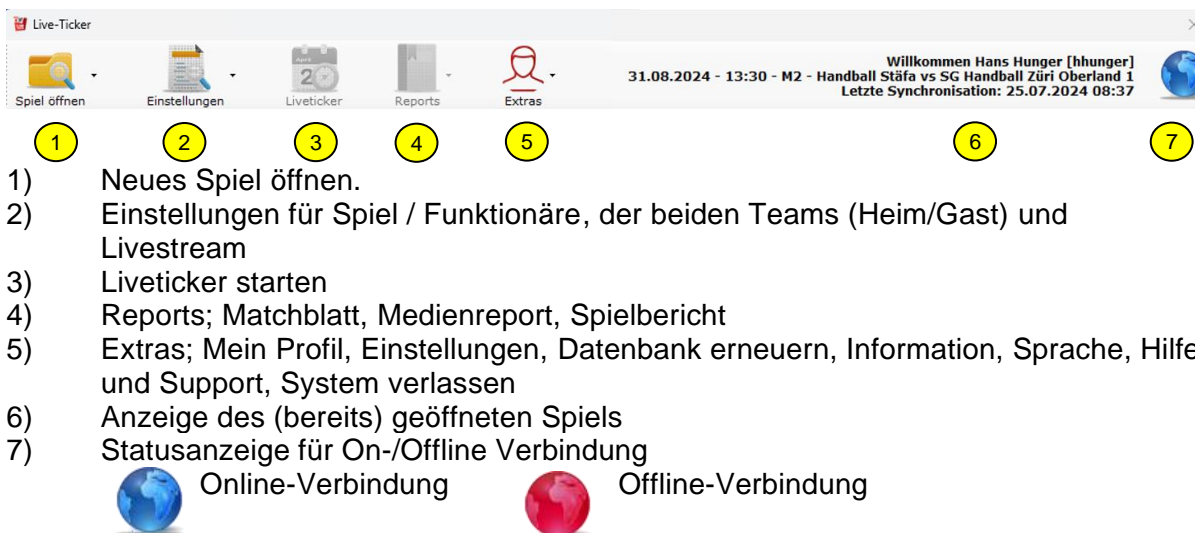 Live-Ticker
Willkommen Hans Hunger [hhunger]
31.08.2024 - 13:30 - M2 - Handball Stäfa vs SG Handball Züri Oberland 1
Letzte Synchronisation: 25.07.2024 08:37
Spiel öffnen Einstellungen April 20 Liveticker Reports Extras
1 2 3 4 5 6 7
1) Neues Spiel öffnen.
2) Einstellungen für Spiel / Funktionäre, der beiden Teams (Heim/Gast) und
Livestream
3) Liveticker starten
4) Reports; Matchblatt, Medienreport, Spielbericht
5) Extras; Mein Profil, Einstellungen, Datenbank erneuern, Information, Sprache, Hilfe
und Support, System verlassen
6) Anzeige des (bereits) geöffneten Spiels
7) Statusanzeige für On-/Offline Verbindung
Online-Verbindung Offline-Verbindung